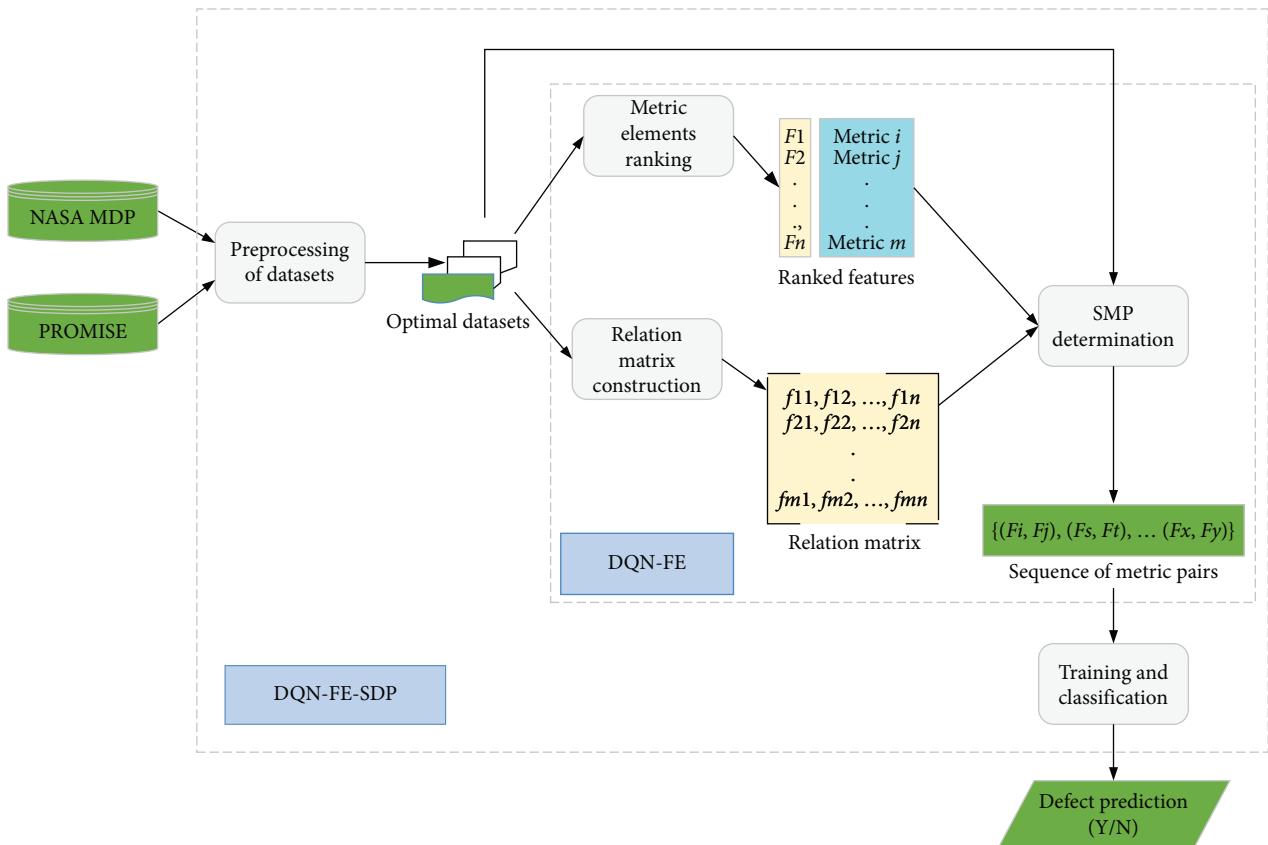 NASA MDP
PROMISE
Preprocessing
of datasets
Optimal datasets
Metric
elements
ranking
F1
F2
.
.
.,
Fn
Metric i
Metric j
.
.
.
Metric m
Ranked features
Relation
matrix
construction
f11, f12, …, f1n
f21, f22, …, f2n
.
.
fm1, fm2, …, fmn
Relation matrix
SMP
determination
{(Fi, Fj), (Fs, Ft), … (Fx, Fy)}
Sequence of metric pairs
DQN-FE
DQN-FE-SDP
Training and
classification
Defect prediction
(Y/N)